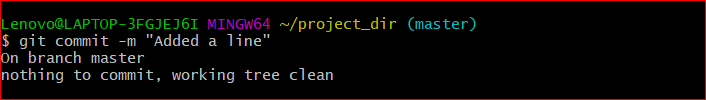 Lenovo@LAPTOP-3FGJEJ6I MINGW64 ~/project_dir (master)
$ git commit -m "Added a line"
On branch master
nothing to commit, working tree clean